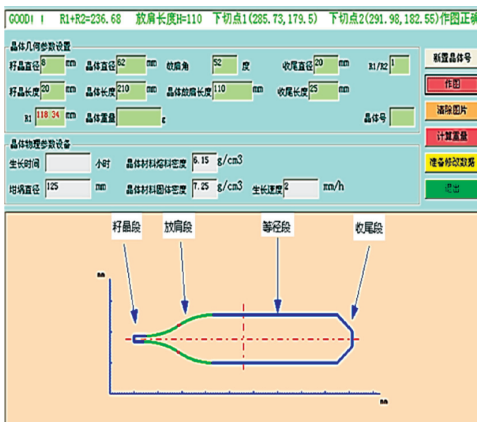 GOOD！！ R1+R2=236.68 放肩长度H=110 下切点1(285.73,179.5) 下切点2(291.98,182.55)作图正确
晶体几何参数设置
籽晶直径 8 mm 晶体直径 62 mm 放肩角 52 度 收尾直径 20 mm R1/R2 1
籽晶长度 20 mm 晶体长度 210 mm 晶体放肩长度 110 mm 收尾长度 25 mm
R1 118.34 mm 晶体重量 g 晶体号
新置晶体号
作图
清除图片
计算重量
准备修改数据
退出
晶体物理参数设备
生长时间 小时 晶体材料熔体密度 6.15 g/cm3
坩埚直径 125 mm 晶体材料固体密度 7.25 g/cm3 生长速度 2 mm/h
籽晶段 放肩段 等径段 收尾段
mm
mm